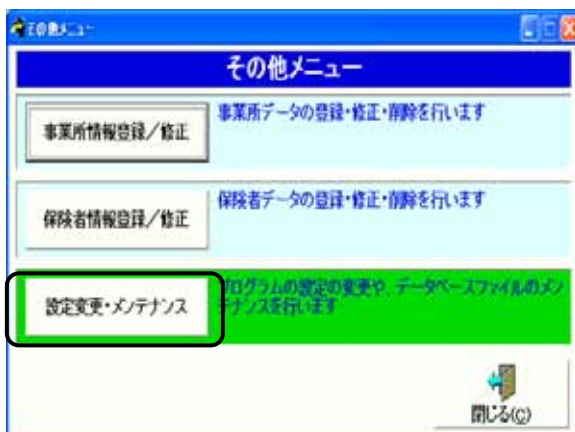 その他メニュー
その他メニュー
事業所情報登録／修正
事業所データの登録・修正・削除を行います
保険者情報登録／修正
保険者データの登録・修正・削除を行います
設定変更・メンテナンス
プログラムの設定の変更や、データベースファイルのメン
テナンスを行います
閉じる(C)